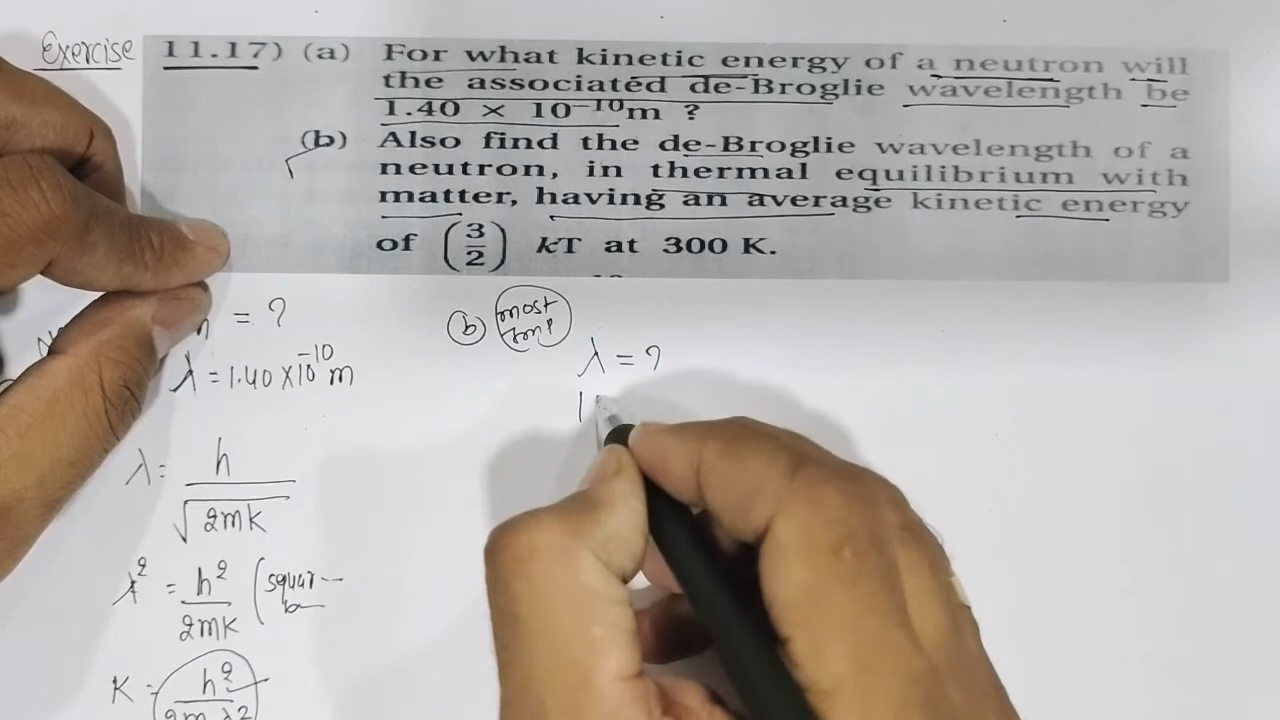 Exercise 11.17) (a) For what kinetic energy of a neutron will
the associated de-Broglie wavelength be
1.40 × 10⁻¹⁰m ?
(b) Also find the de-Broglie wavelength of a
neutron, in thermal equilibrium with
matter, having an average kinetic energy
of (3/2) kT at 300 K.
= ?
λ = 1.40 × 10⁻¹⁰ m
λ = h / √2mK
λ² = h² / 2mK
K = h² / 2mλ²
(b) most Imp
λ = ?